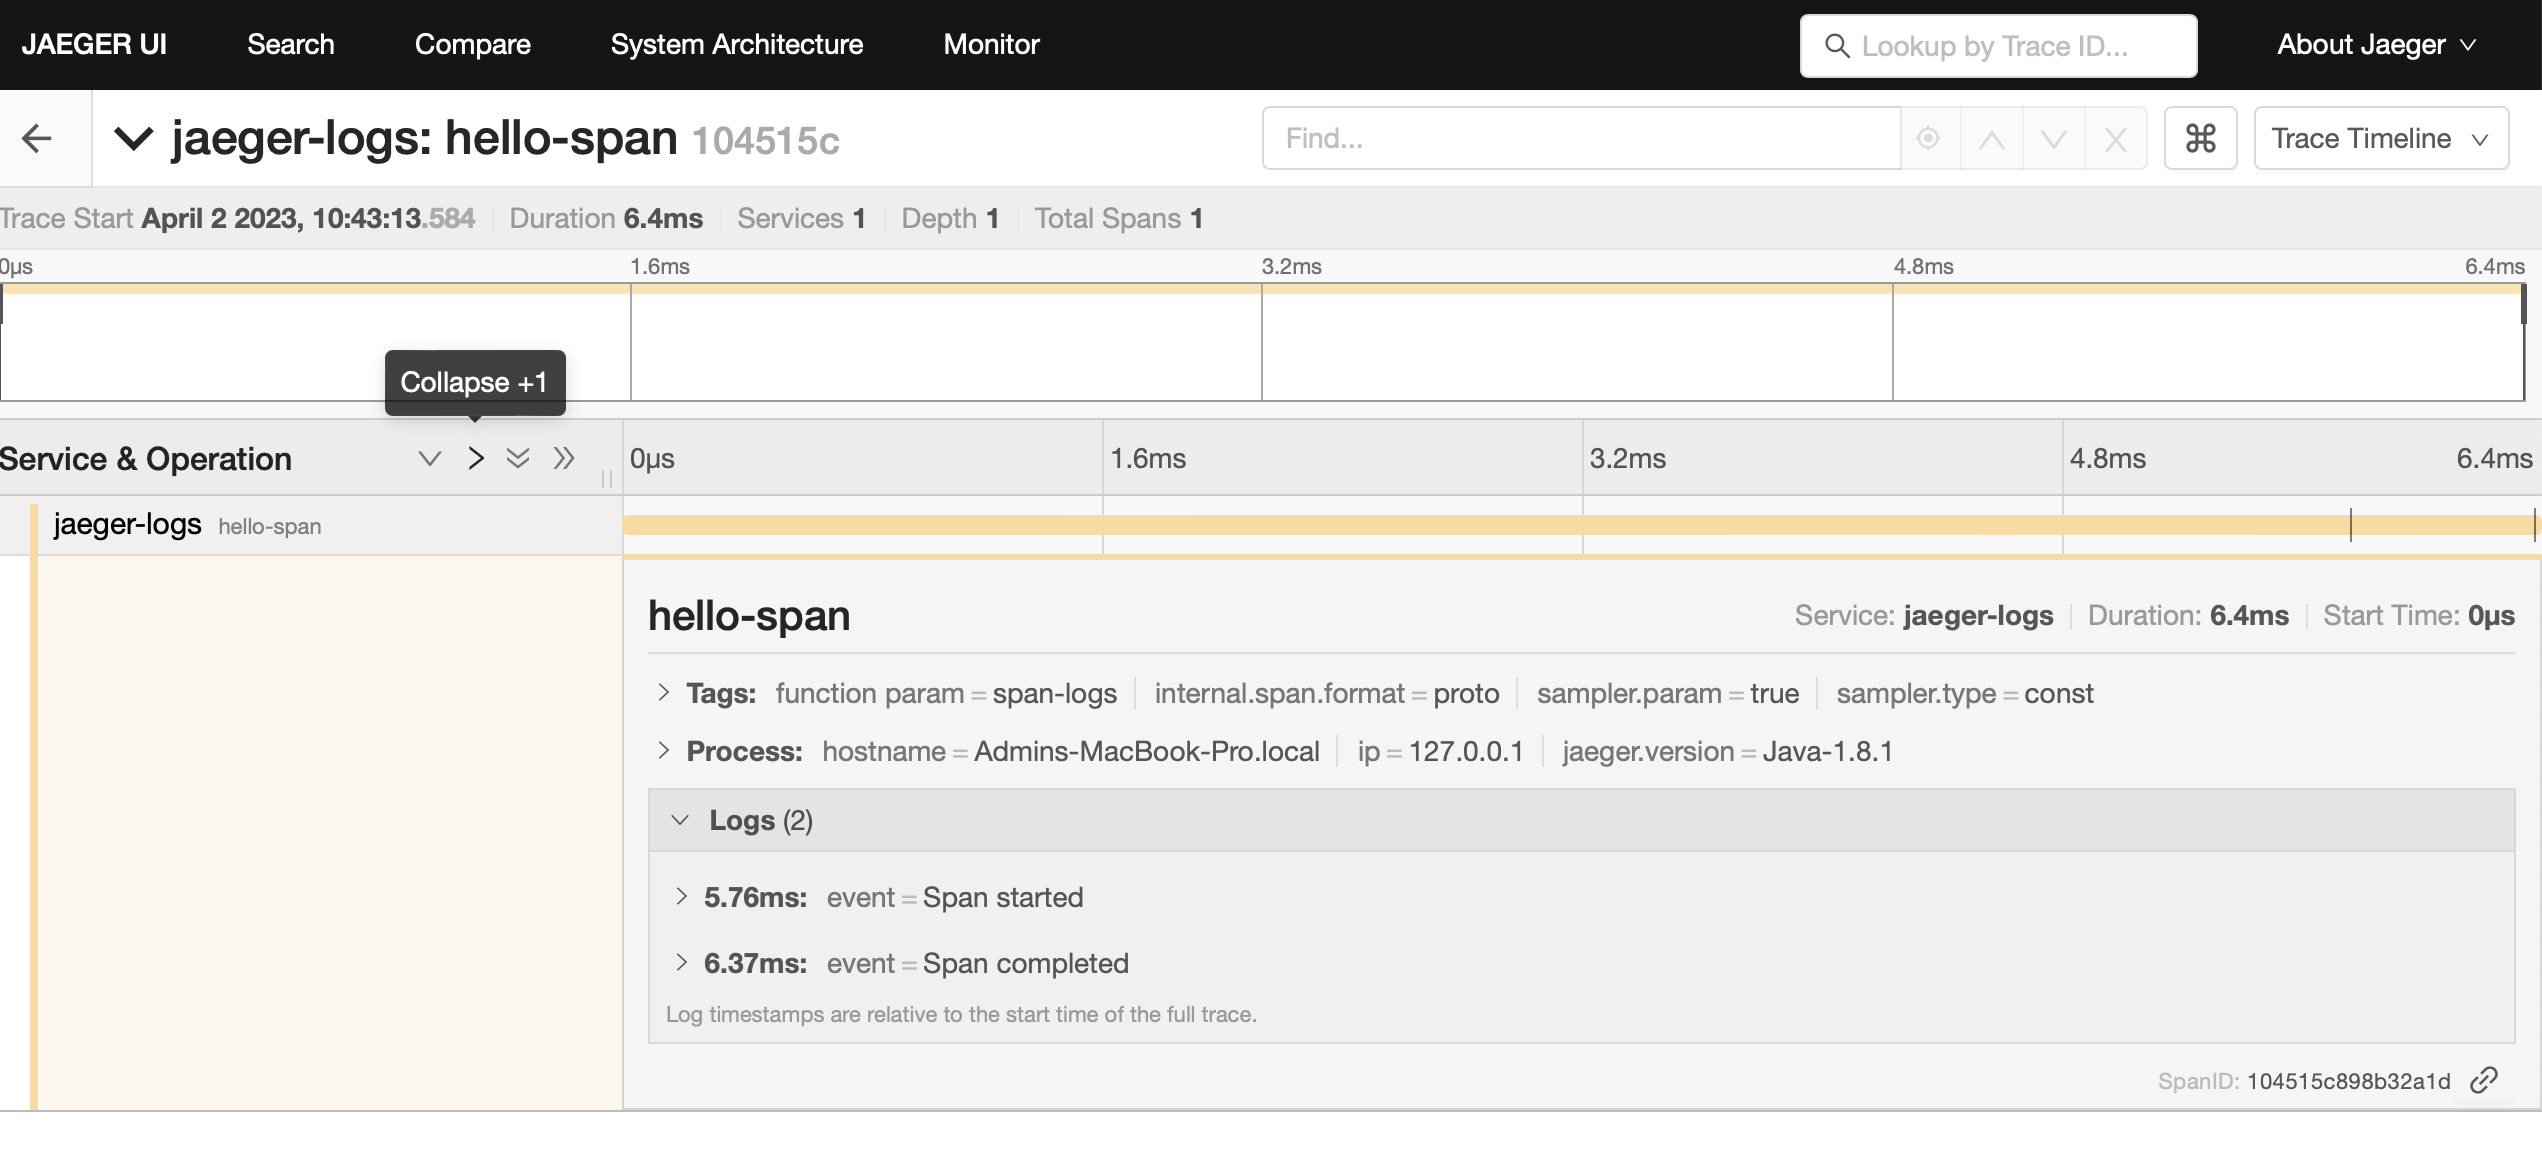 JAEGER UI Search Compare System Architecture Monitor Lookup by Trace ID... About Jaeger
jaeger-logs: hello-span 104515c Find... Trace Timeline
Trace Start April 2 2023, 10:43:13.584 Duration 6.4ms Services 1 Depth 1 Total Spans 1
0μs 1.6ms 3.2ms 4.8ms 6.4ms
Collapse +1
Service & Operation 0μs 1.6ms 3.2ms 4.8ms 6.4ms
jaeger-logs hello-span
hello-span Service: jaeger-logs Duration: 6.4ms Start Time: 0μs
Tags: function param = span-logs internal.span.format = proto sampler.param = true sampler.type = const
Process: hostname = Admins-MacBook-Pro.local ip = 127.0.0.1 jaeger.version = Java-1.8.1
Logs (2)
5.76ms: event = Span started
6.37ms: event = Span completed
Log timestamps are relative to the start time of the full trace.
SpanID: 104515c898b32a1d